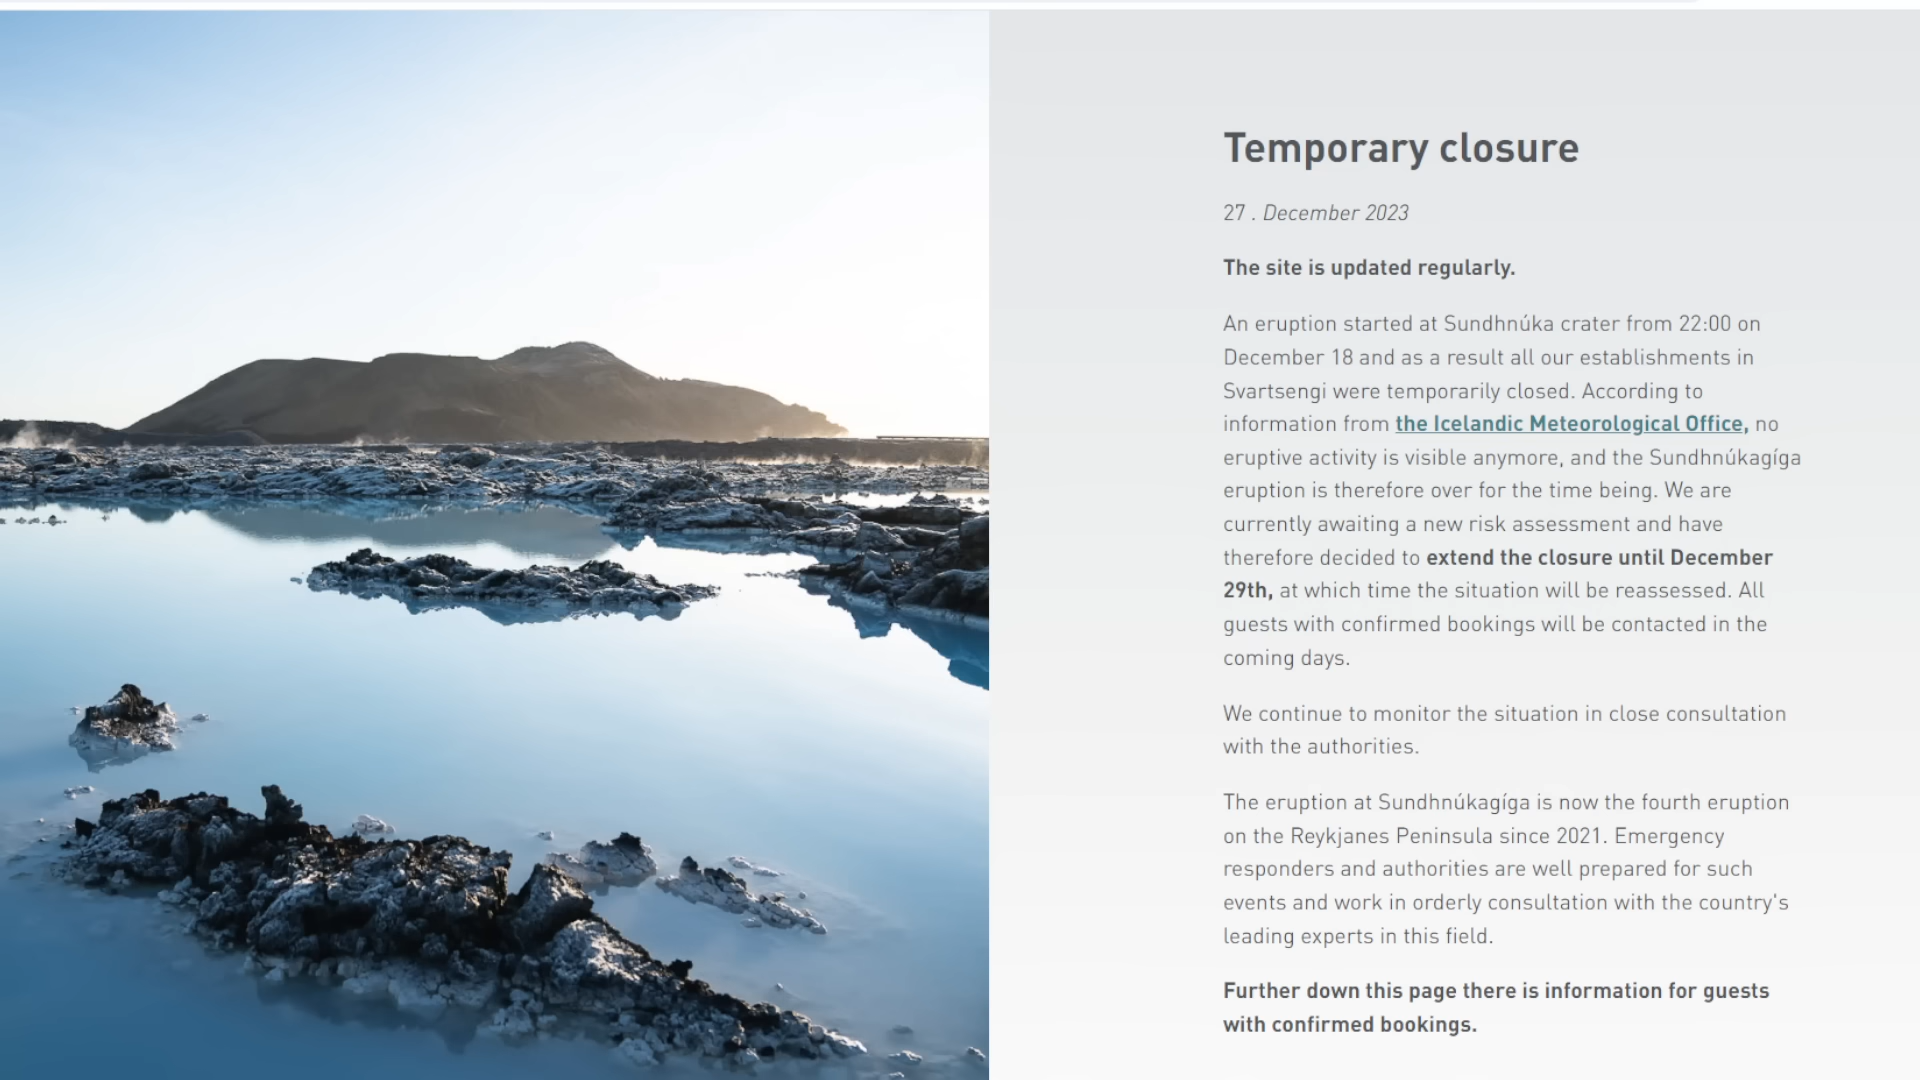 Temporary closure
27 . December 2023
The site is updated regularly.
An eruption started at Sundhnúka crater from 22:00 on
December 18 and as a result all our establishments in
Svartsengi were temporarily closed. According to
information from the Icelandic Meteorological Office, no
eruptive activity is visible anymore, and the Sundhnúkagíga
eruption is therefore over for the time being. We are
currently awaiting a new risk assessment and have
therefore decided to extend the closure until December
29th, at which time the situation will be reassessed. All
guests with confirmed bookings will be contacted in the
coming days.
We continue to monitor the situation in close consultation
with the authorities.
The eruption at Sundhnúkagíga is now the fourth eruption
on the Reykjanes Peninsula since 2021. Emergency
responders and authorities are well prepared for such
events and work in orderly consultation with the country's
leading experts in this field.
Further down this page there is information for guests
with confirmed bookings.